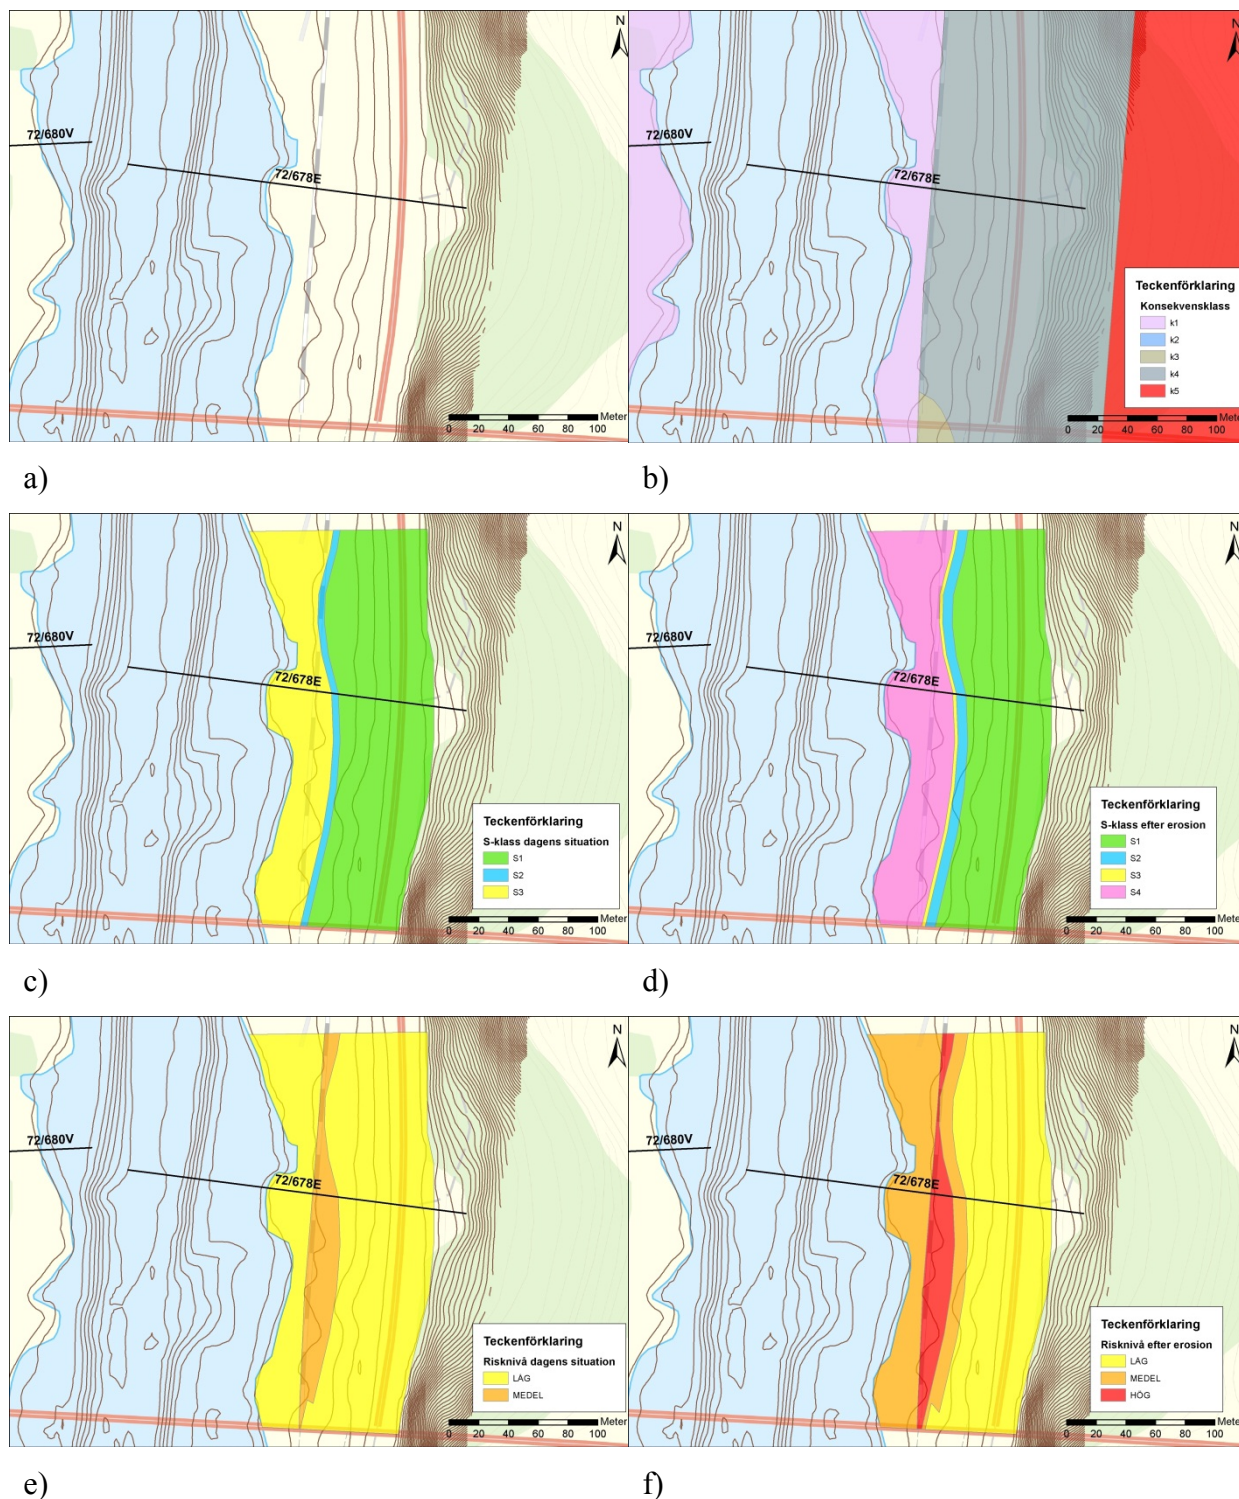 N
72/680V
72/678E
Meter
0 20 40 60 80 100
a)
N
72/680V
72/678E
Teckenförklaring
Konsekvensklass
k1
k2
k3
k4
k5
Meter
0 20 40 60 80 100
b)
N
72/680V
72/678E
Teckenförklaring
S-klass dagens situation
S1
S2
S3
Meter
0 20 40 60 80 100
c)
N
72/680V
72/678E
Teckenförklaring
S-klass efter erosion
S1
S2
S3
S4
Meter
0 20 40 60 80 100
d)
N
72/680V
72/678E
Teckenförklaring
Risknivå dagens situation
LÅG
MEDEL
Meter
0 20 40 60 80 100
e)
N
72/680V
72/678E
Teckenförklaring
Risknivå efter erosion
LÅG
MEDEL
HÖG
Meter
0 20 40 60 80 100
f)